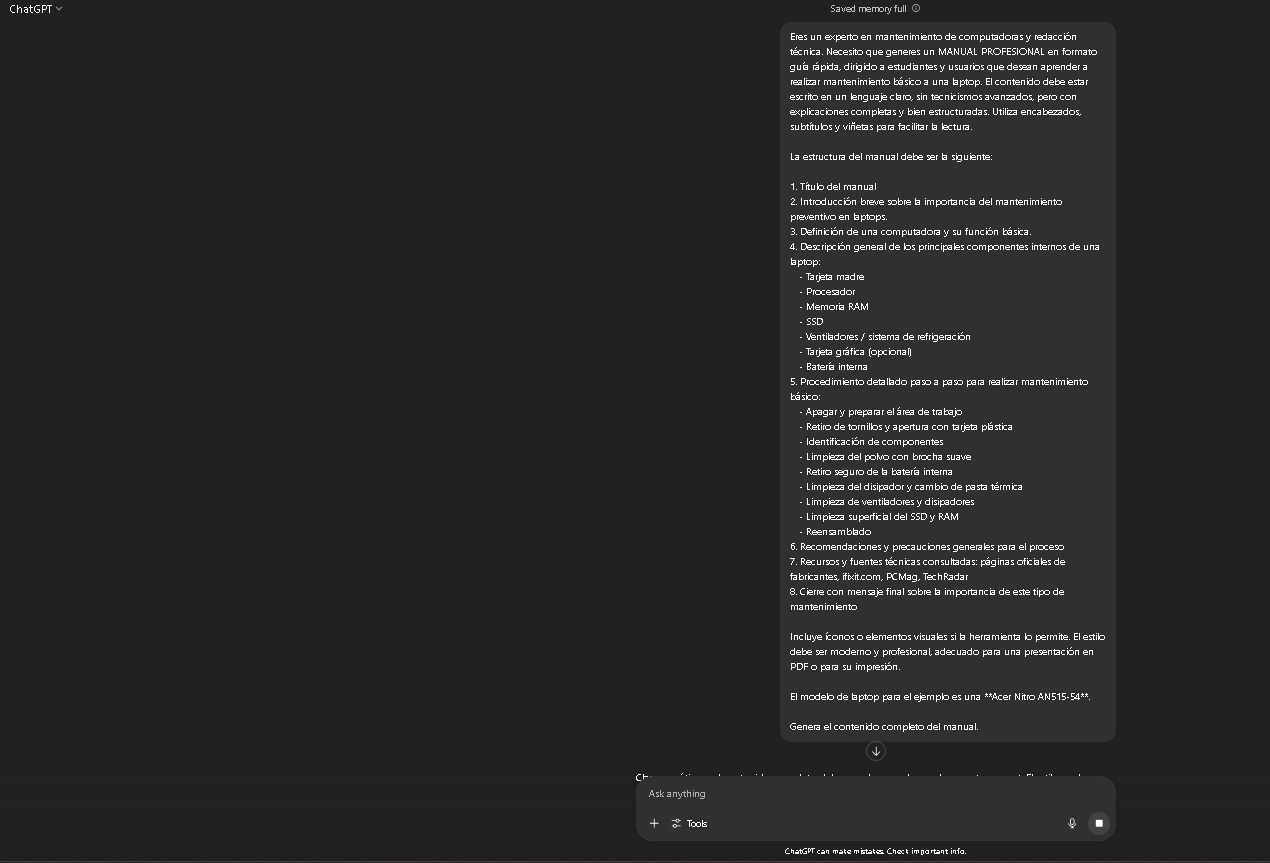 ChatGPT
Saved memory full
Eres un experto en mantenimiento de computadoras y redacción
técnica. Necesito que generes un MANUAL PROFESIONAL en formato
guía rápida, dirigido a estudiantes y usuarios que desean aprender a
realizar mantenimiento básico a una laptop. El contenido debe estar
escrito en un lenguaje claro, sin tecnicismos avanzados, pero con
explicaciones completas y bien estructuradas. Utiliza encabezados,
subtítulos y viñetas para facilitar la lectura.
La estructura del manual debe ser la siguiente:
1. Título del manual
2. Introducción breve sobre la importancia del mantenimiento
preventivo en laptops.
3. Definición de una computadora y su función básica.
4. Descripción general de los principales componentes internos de una
laptop:
- Tarjeta madre
- Procesador
- Memoria RAM
- SSD
- Ventiladores / sistema de refrigeración
- Tarjeta gráfica (opcional)
- Batería interna
5. Procedimiento detallado paso a paso para realizar mantenimiento
básico:
- Apagar y preparar el área de trabajo
- Retiro de tornillos y apertura con tarjeta plástica
- Identificación de componentes
- Limpieza del polvo con brocha suave
- Retiro seguro de la batería interna
- Limpieza del disipador y cambio de pasta térmica
- Limpieza de ventiladores y disipadores
- Limpieza superficial del SSD y RAM
- Reensamblado
6. Recomendaciones y precauciones generales para el proceso
7. Recursos y fuentes técnicas consultadas: páginas oficiales de
fabricantes, ifixit.com, PCMag, TechRadar
8. Cierre con mensaje final sobre la importancia de este tipo de
mantenimiento
Incluye íconos o elementos visuales si la herramienta lo permite. El estilo
debe ser moderno y profesional, adecuado para una presentación en
PDF o para su impresión.
El modelo de laptop para el ejemplo es una **Acer Nitro AN515-54**.
Genera el contenido completo del manual.
Ask anything
Tools
ChatGPT can make mistakes. Check important info.